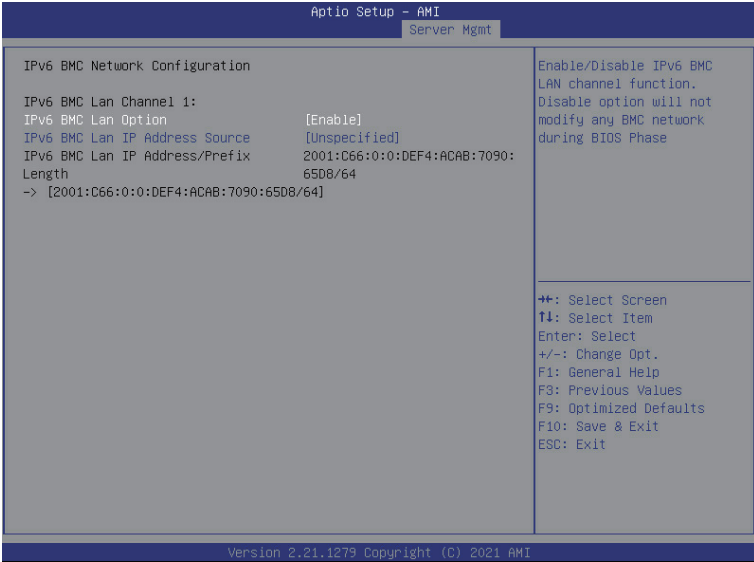 Aptio Setup – AMI
Server Mgmt
IPv6 BMC Network Configuration
IPv6 BMC Lan Channel 1:
IPv6 BMC Lan Option [Enable]
IPv6 BMC Lan IP Address Source [Unspecified]
IPv6 BMC Lan IP Address/Prefix 2001:C66:0:0:DEF4:ACAB:7090:
Length 65D8/64
-> [2001:C66:0:0:DEF4:ACAB:7090:65D8/64]
Enable/Disable IPv6 BMC
LAN channel function.
Disable option will not
modify any BMC network
during BIOS Phase
→←: Select Screen
↑↓: Select Item
Enter: Select
+/-: Change Opt.
F1: General Help
F3: Previous Values
F9: Optimized Defaults
F10: Save & Exit
ESC: Exit
Version 2.21.1279 Copyright (C) 2021 AMI